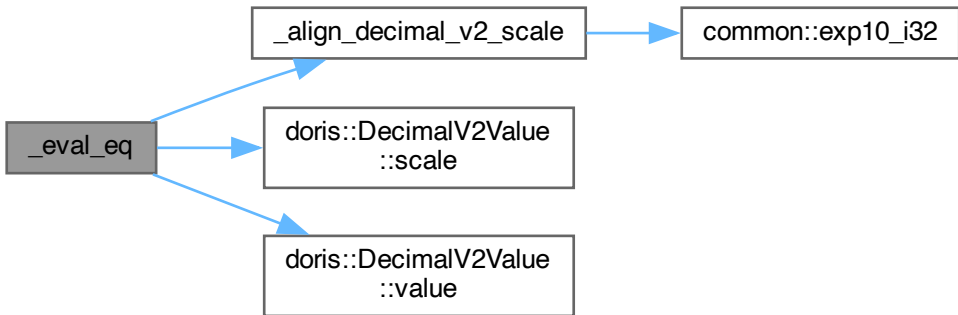 _align_decimal_v2_scale
common::exp10_i32
_eval_eq
doris::DecimalV2Value
::scale
doris::DecimalV2Value
::value